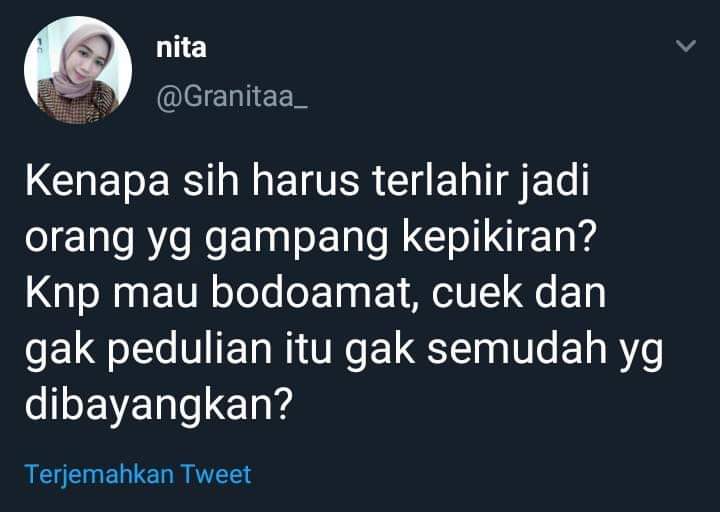 nita
@Granitaa_
Kenapa sih harus terlahir jadi
orang yg gampang kepikiran?
Knp mau bodoamat, cuek dan
gak pedulian itu gak semudah yg
dibayangkan?
Terjemahkan Tweet